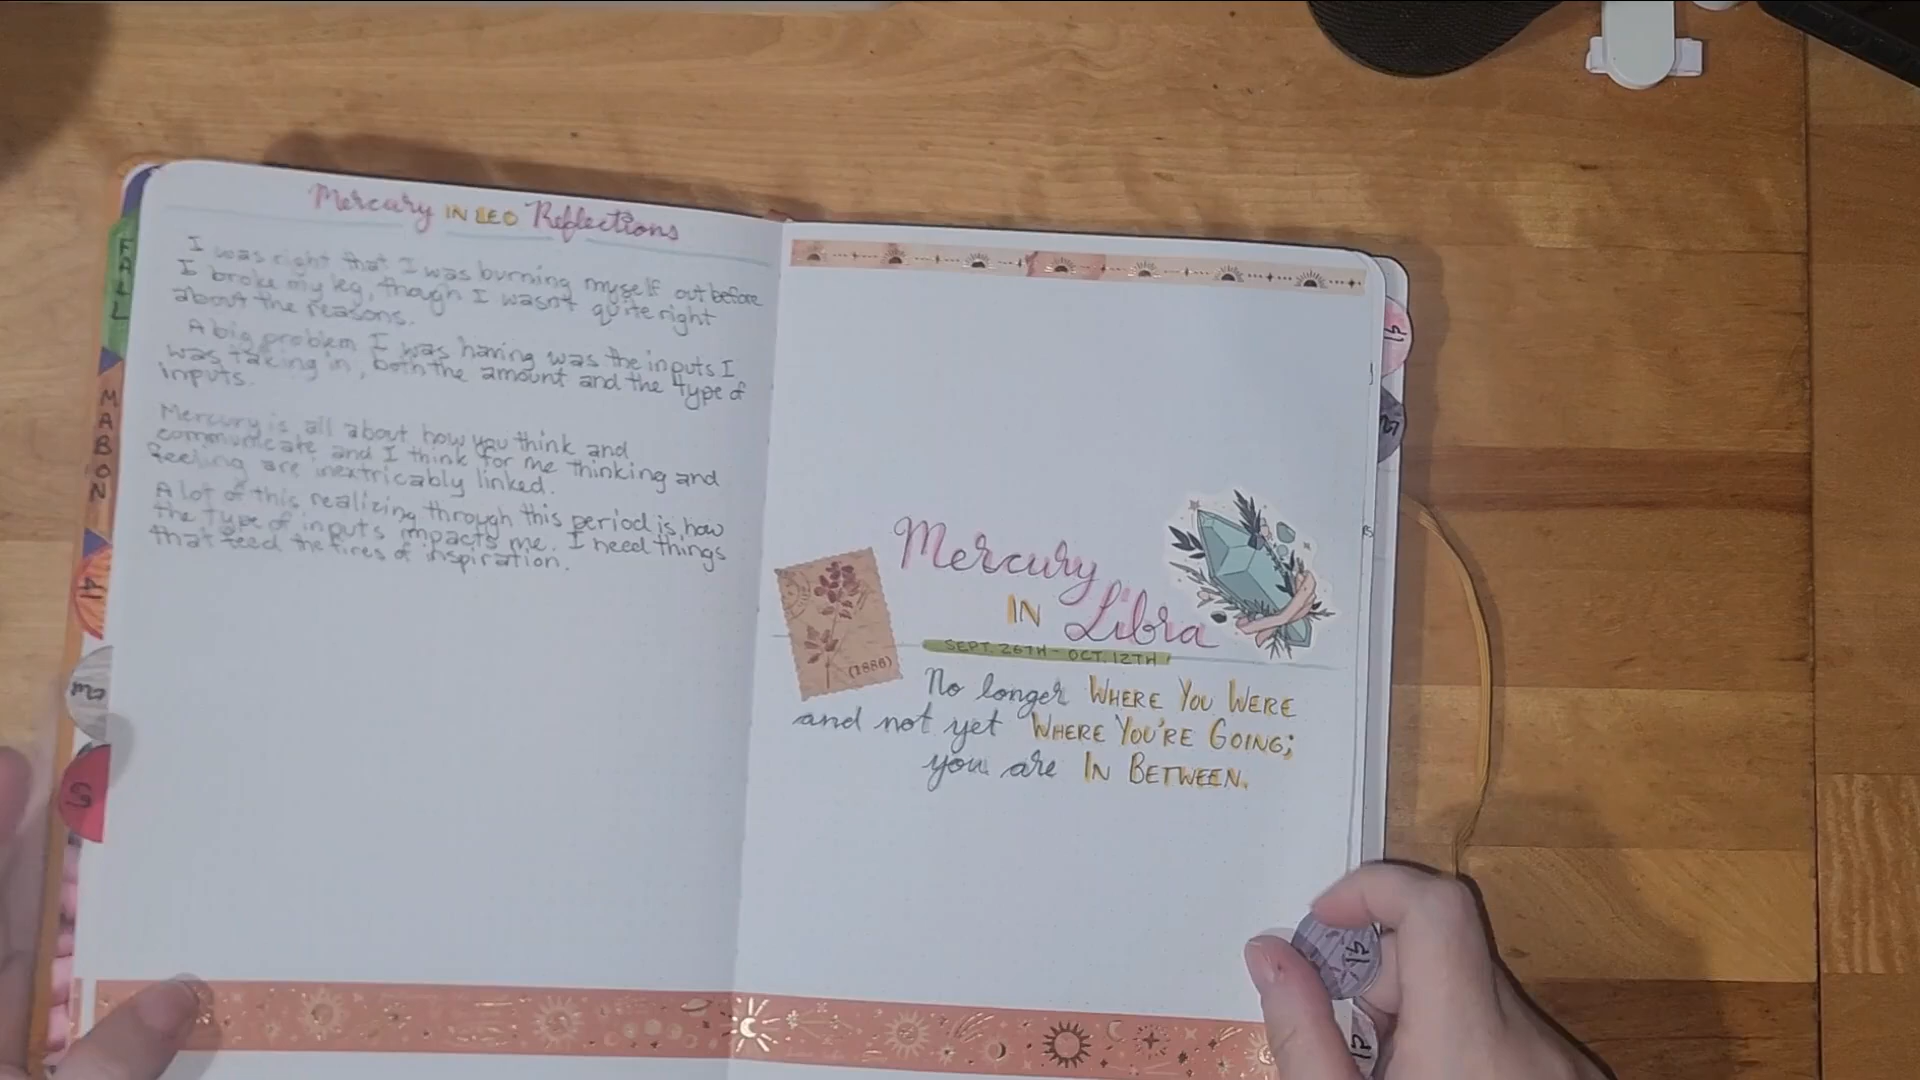 Mercury IN LEO Reflections
I was right that I was burning myself out before
I broke my leg, though I wasn't quite right
about the reasons.
A big problem I was having was the inputs I
was taking in, both the amount and the type of
inputs.
Mercury is all about how you think and
communicate and I think for me thinking and
feeling are inextricably linked.
A lot of this realizing through this period is how
the type of inputs impacts me. I need things
that feed the fires of inspiration.
FALL
MABON
Mercury
IN Libra
SEPT. 26TH - OCT. 12TH
(1886)
No longer WHERE YOU WERE
and not yet WHERE YOU'RE GOING;
you are IN BETWEEN.